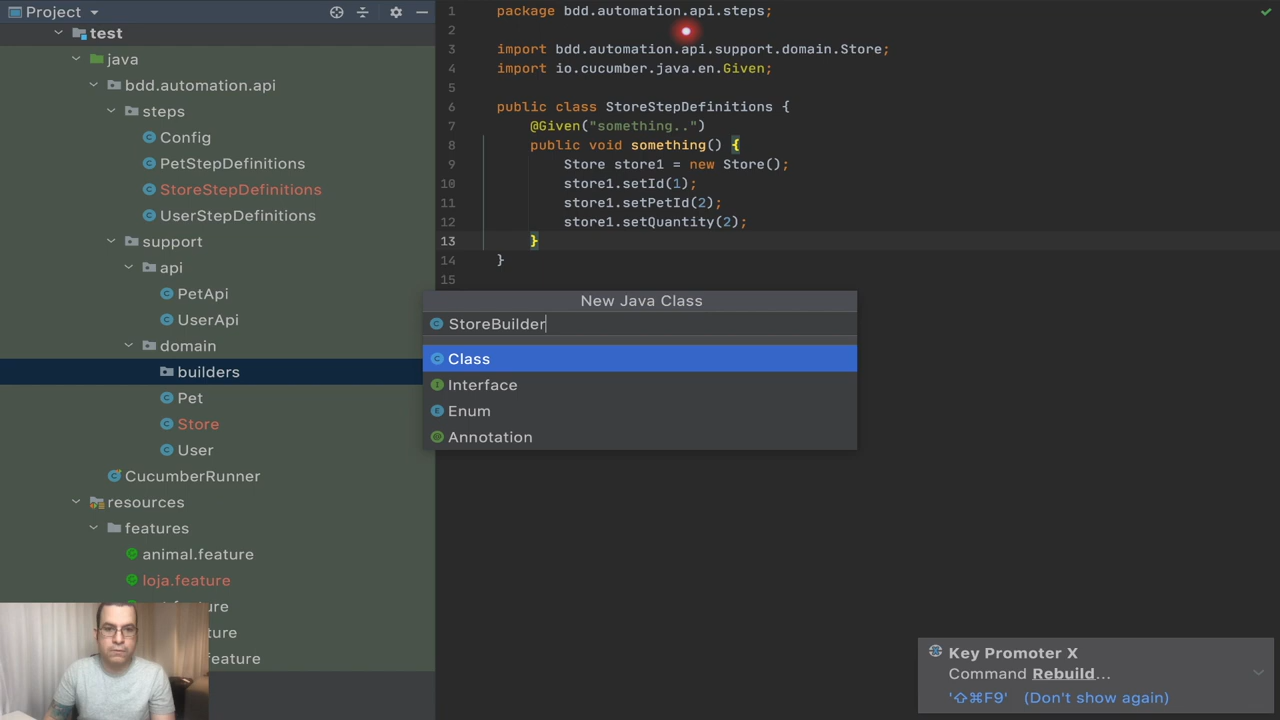 Project
test
java
bdd.automation.api
steps
Config
PetStepDefinitions
StoreStepDefinitions
UserStepDefinitions
support
api
PetApi
UserApi
domain
builders
Pet
Store
User
CucumberRunner
resources
features
animal.feature
loja.feature
1 package bdd.automation.api.steps;
2
3 import bdd.automation.api.support.domain.Store;
4 import io.cucumber.java.en.Given;
5
6 public class StoreStepDefinitions {
7 @Given("something..")
8 public void something() {
9 Store store1 = new Store();
10 store1.setId(1);
11 store1.setPetId(2);
12 store1.setQuantity(2);
13 }
14 }
15
New Java Class
StoreBuilder
Class
Interface
Enum
Annotation
Key Promoter X
Command Rebuild...
'⇧⌘F9' (Don't show again)